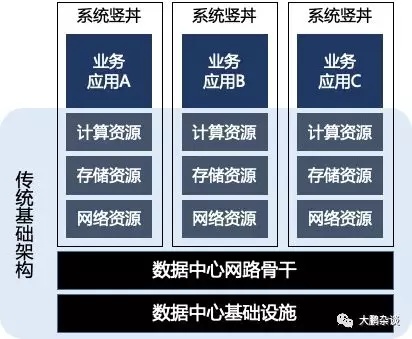 系统竖井
系统竖井
系统竖井
业务
应用A
业务
应用B
业务
应用C
计算资源
计算资源
计算资源
存储资源
存储资源
存储资源
网络资源
网络资源
网络资源
传统基础架构
数据中心网路骨干
数据中心基础设施
大鹏杂谈